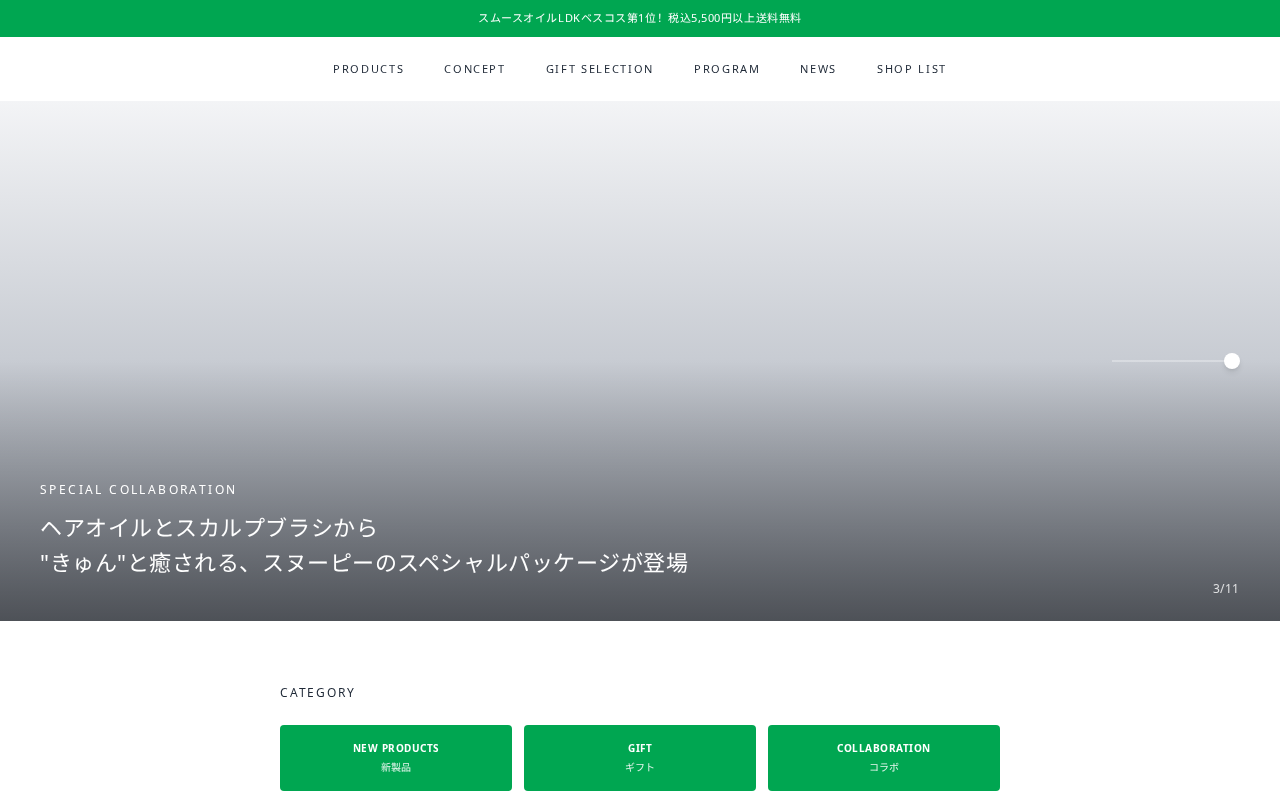 スムースオイルLDKベスコス第1位！税込5,500円以上送料無料
PRODUCTS
CONCEPT
GIFT SELECTION
PROGRAM
NEWS
SHOP LIST
SPECIAL COLLABORATION
ヘアオイルとスカルプブラシから
"きゅん"と癒される、スヌーピーのスペシャルパッケージが登場
3/11
CATEGORY
NEW PRODUCTS
新製品
GIFT
ギフト
COLLABORATION
コラボ